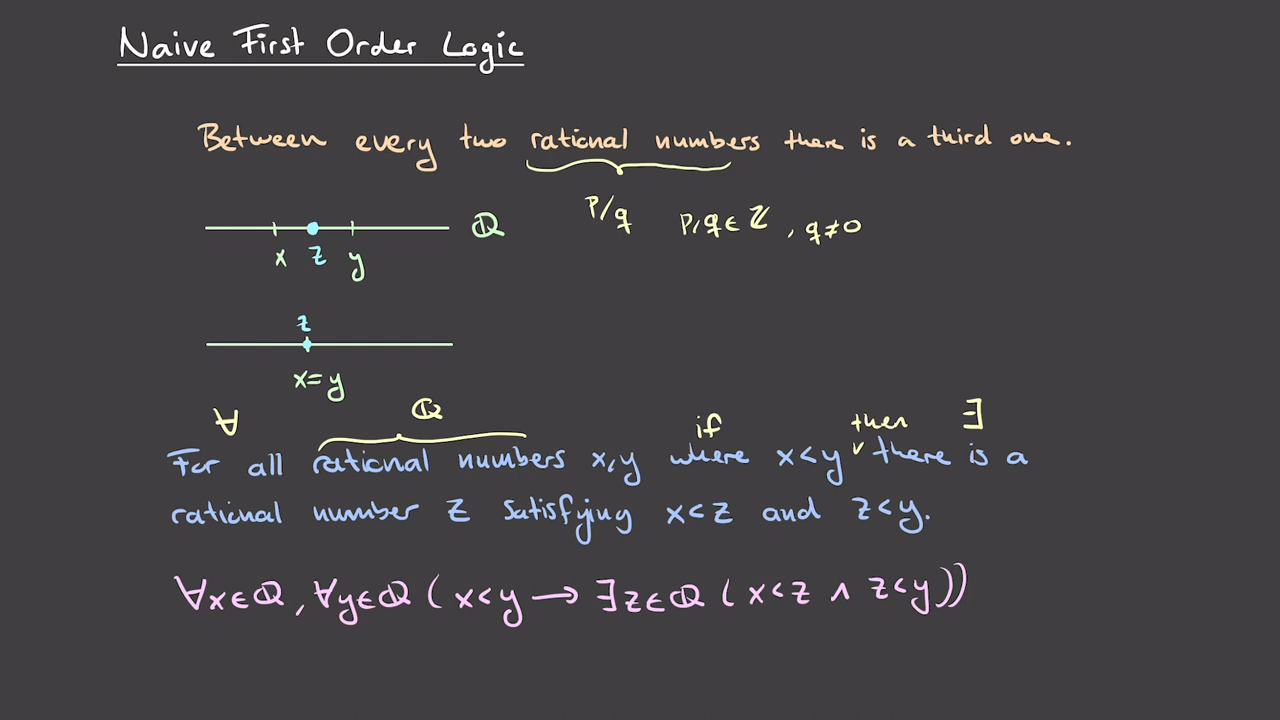 Naive First Order Logic
Between every two rational numbers there is a third one.
p/q p,q∈ℤ, q≠0
ℚ
x z y
z
x=y
∀ ℚ if then ∃
For all rational numbers x,y where x<y ˅ there is a
rational number z satisfying x<z and z<y.
∀x∈ℚ, ∀y∈ℚ (x<y → ∃z∈ℚ (x<z ∧ z<y))